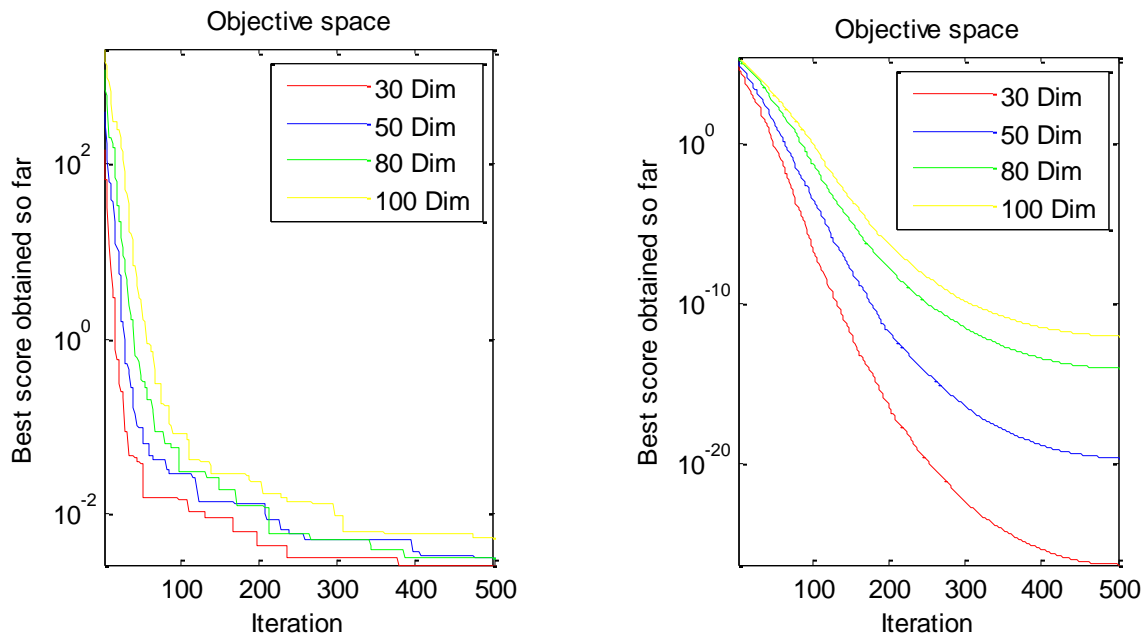 Objective space
Best score obtained so far
10^2
10^0
10^-2
30 Dim
50 Dim
80 Dim
100 Dim
100 200 300 400 500
Iteration
Objective space
Best score obtained so far
10^0
10^-10
10^-20
30 Dim
50 Dim
80 Dim
100 Dim
100 200 300 400 500
Iteration